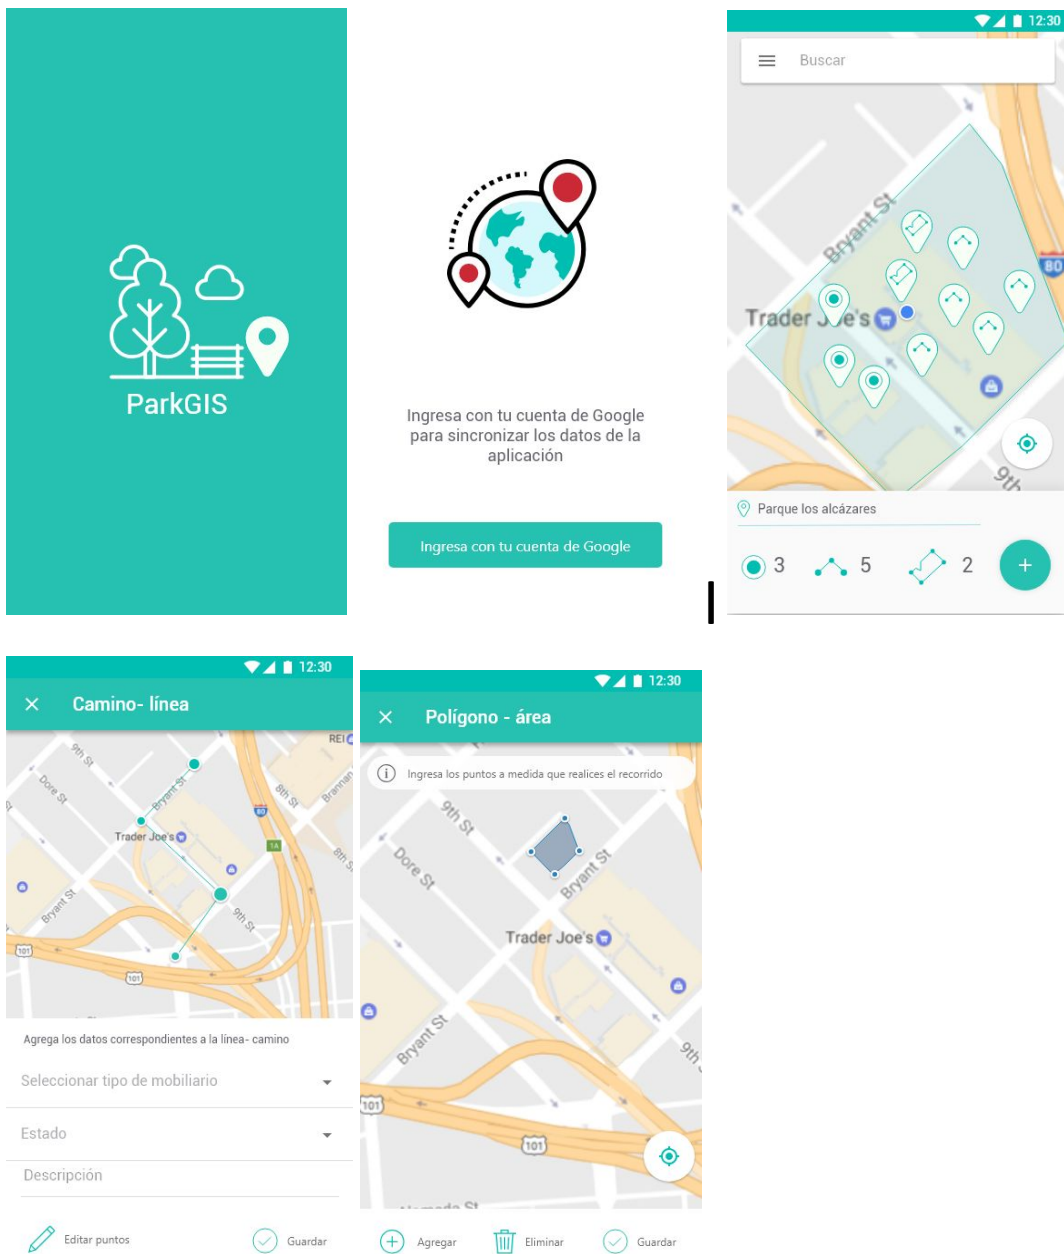 ParkGIS
Ingresa con tu cuenta de Google
para sincronizar los datos de la
aplicación
Ingresa con tu cuenta de Google
12:30
Buscar
Bryant St
80
Trader Joe's
9th
Parque los alcázares
3
5
2
+
12:30
Camino- línea
REI
9th St
8th St
Brannan
Dore St
Bryant St
80
Trader Joe's
1A
8th S
Bryant St
9th St
101
101
Agrega los datos correspondientes a la línea- camino
Seleccionar tipo de mobiliario
Estado
Descripción
Editar puntos
Guardar
12:30
Polígono - área
Ingresa los puntos a medida que realices el recorrido
9th St
Dore St
Bryant St
Trader Joe's
Bryant St
9th
101
101
Agregar
Eliminar
Guardar